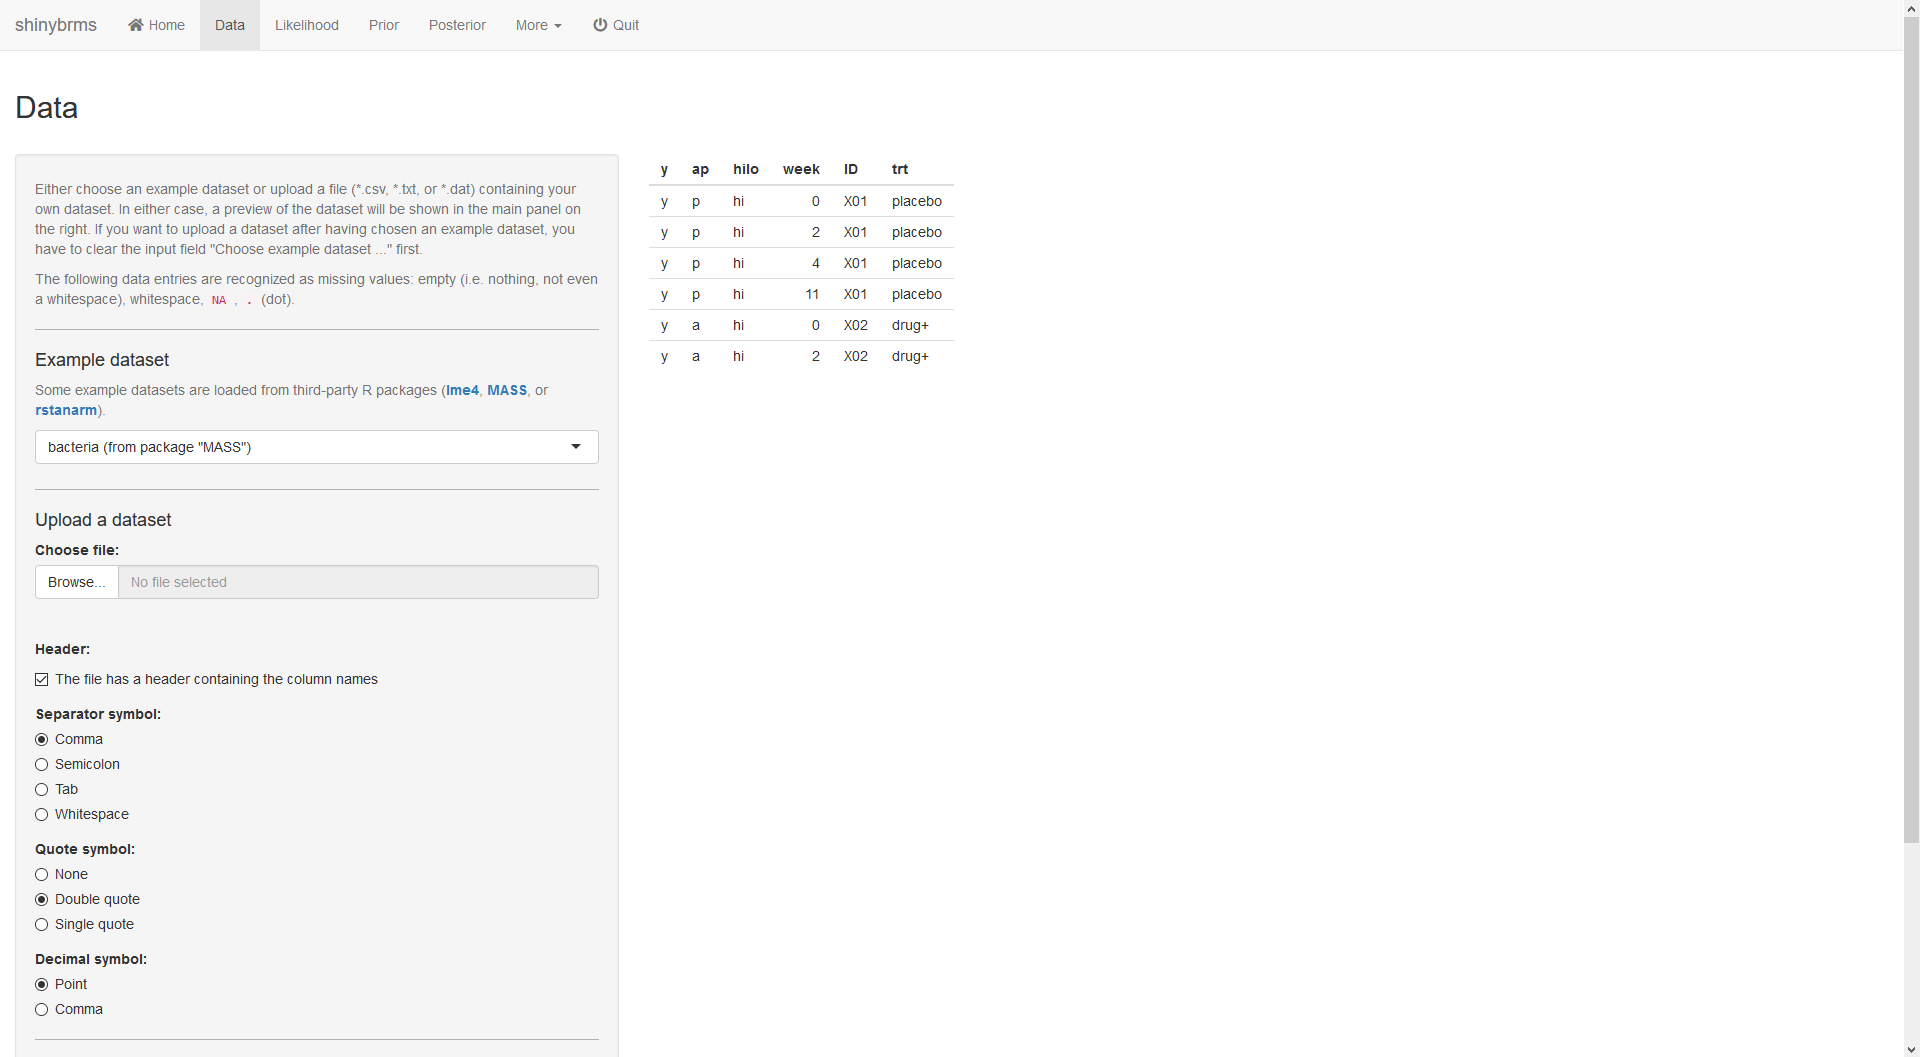 shinybrms Home Data Likelihood Prior Posterior More Quit
Data
Either choose an example dataset or upload a file (*.csv, *.txt, or *.dat) containing your
own dataset. In either case, a preview of the dataset will be shown in the main panel on
the right. If you want to upload a dataset after having chosen an example dataset, you
have to clear the input field "Choose example dataset ..." first.
The following data entries are recognized as missing values: empty (i.e. nothing, not even
a whitespace), whitespace, NA , . (dot).
Example dataset
Some example datasets are loaded from third-party R packages (lme4, MASS, or
rstanarm).
bacteria (from package "MASS")
Upload a dataset
Choose file:
Browse... No file selected
Header:
The file has a header containing the column names
Separator symbol:
Comma
Semicolon
Tab
Whitespace
Quote symbol:
None
Double quote
Single quote
Decimal symbol:
Point
Comma
y ap hilo week ID trt
y p hi 0 X01 placebo
y p hi 2 X01 placebo
y p hi 4 X01 placebo
y p hi 11 X01 placebo
y a hi 0 X02 drug+
y a hi 2 X02 drug+